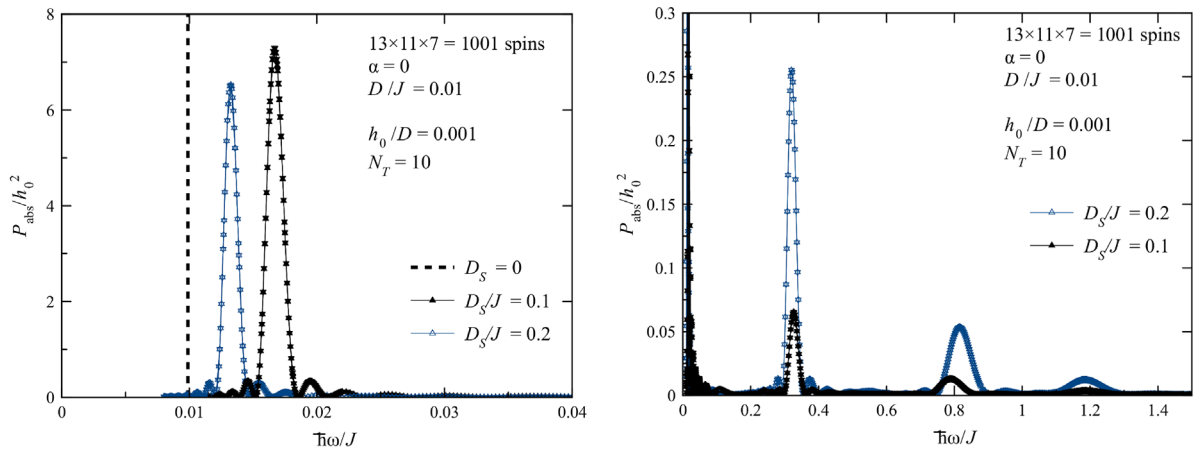 8
6
4
2
0
P_abs/h_0^2
13×11×7 = 1001 spins
α = 0
D /J = 0.01
h_0 /D = 0.001
N_T = 10
D_S = 0
D_S/J = 0.1
D_S/J = 0.2
0 0.01 0.02 0.03 0.04
ħω/J
0.3
0.25
0.2
0.15
0.1
0.05
0
P_abs/h_0^2
13×11×7 = 1001 spins
α = 0
D /J = 0.01
h_0 /D = 0.001
N_T = 10
D_S/J = 0.2
D_S/J = 0.1
0 0.2 0.4 0.6 0.8 1 1.2 1.4
ħω/J